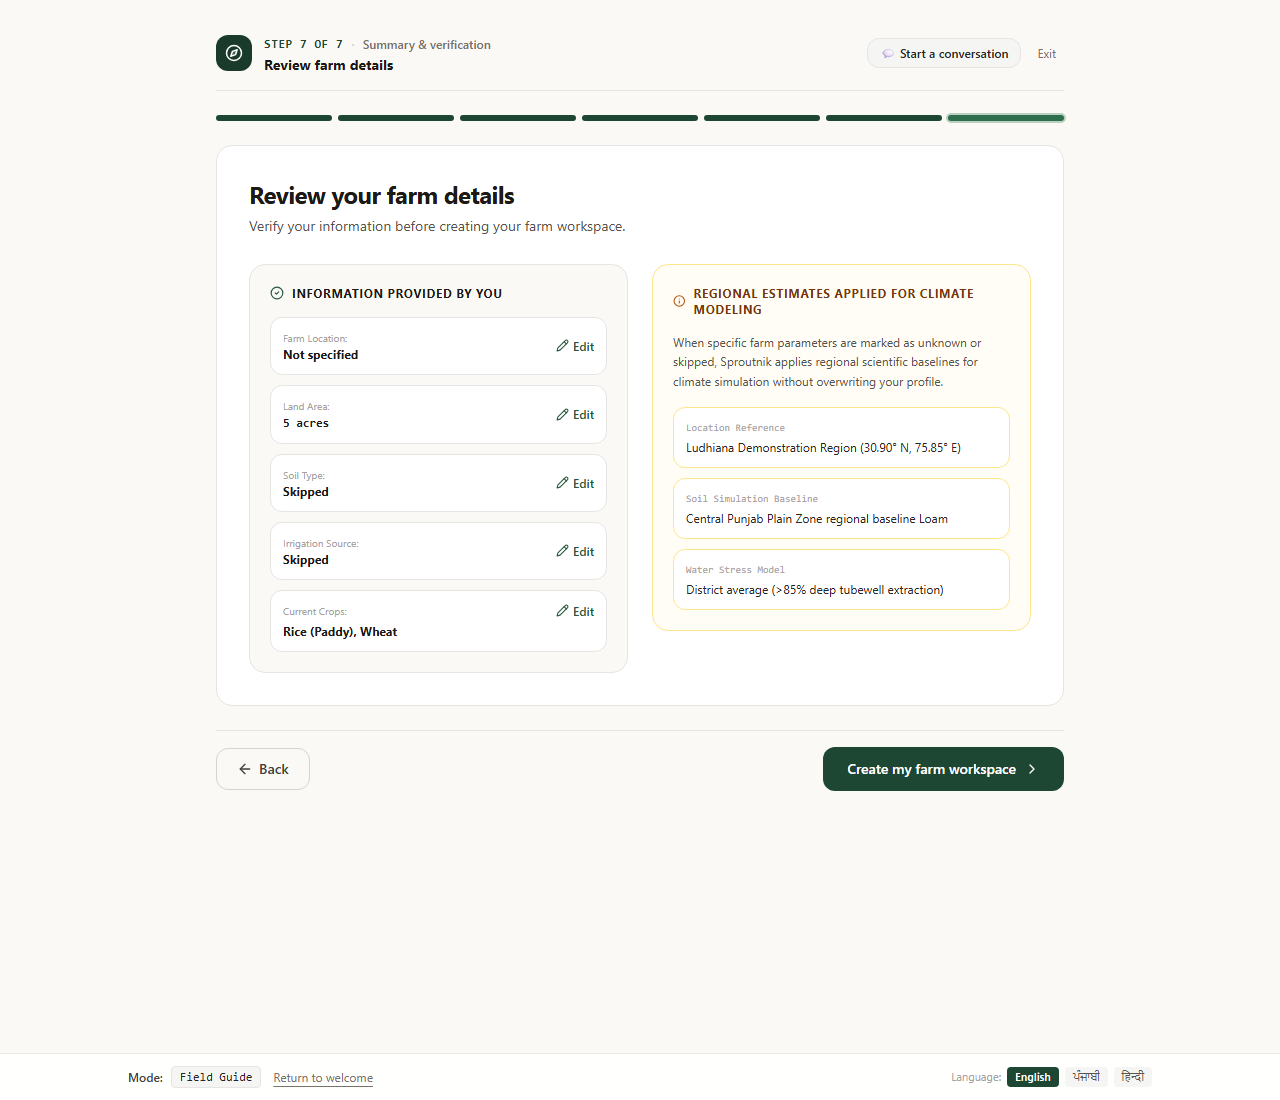 STEP 7 OF 7 · Summary & verification
Review farm details
Start a conversation
Exit
Review your farm details
Verify your information before creating your farm workspace.
INFORMATION PROVIDED BY YOU
Farm Location:
Not specified
Edit
Land Area:
5 acres
Edit
Soil Type:
Skipped
Edit
Irrigation Source:
Skipped
Edit
Current Crops:
Rice (Paddy), Wheat
Edit
REGIONAL ESTIMATES APPLIED FOR CLIMATE
MODELING
When specific farm parameters are marked as unknown or
skipped, Sproutnik applies regional scientific baselines for
climate simulation without overwriting your profile.
Location Reference
Ludhiana Demonstration Region (30.90° N, 75.85° E)
Soil Simulation Baseline
Central Punjab Plain Zone regional baseline Loam
Water Stress Model
District average (>85% deep tubewell extraction)
Back
Create my farm workspace
Mode: Field Guide Return to welcome
Language: English ਪੰਜਾਬੀ हिन्दी